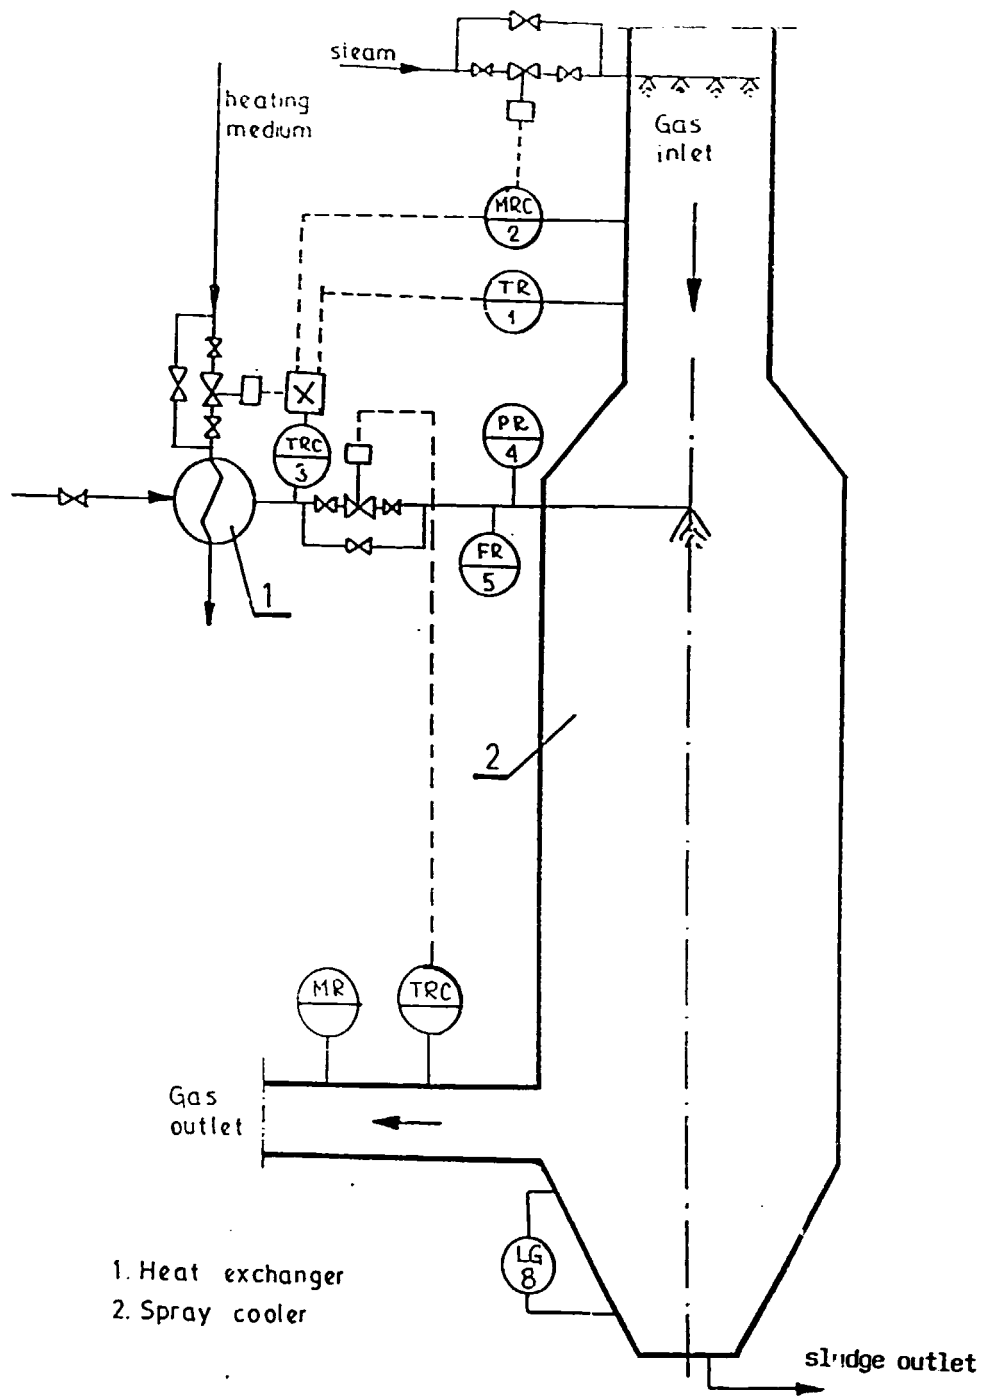 steam
heating
medium
Gas
inlet
MRC
2
TR
1
X
TRC
3
PR
4
FR
5
1
2
MR
TRC
Gas
outlet
LG
8
1. Heat exchanger
2. Spray cooler
sludge outlet